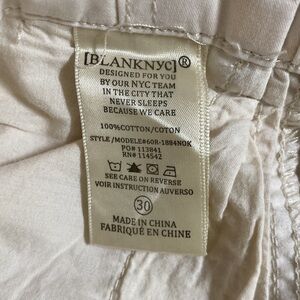 [BLANKNYC]®
DESIGNED FOR YOU
BY OUR NYC TEAM
IN THE CITY THAT
NEVER SLEEPS
BECAUSE WE CARE
100%COTTON/COTON
STYLE/MODELE#60R-1884NOK
PO# 113841
RN# 114542
SEE CARE ON REVERSE
VOIR INSTRUCTION AUVERSO
30
MADE IN CHINA
FABRIQUÉ EN CHINE